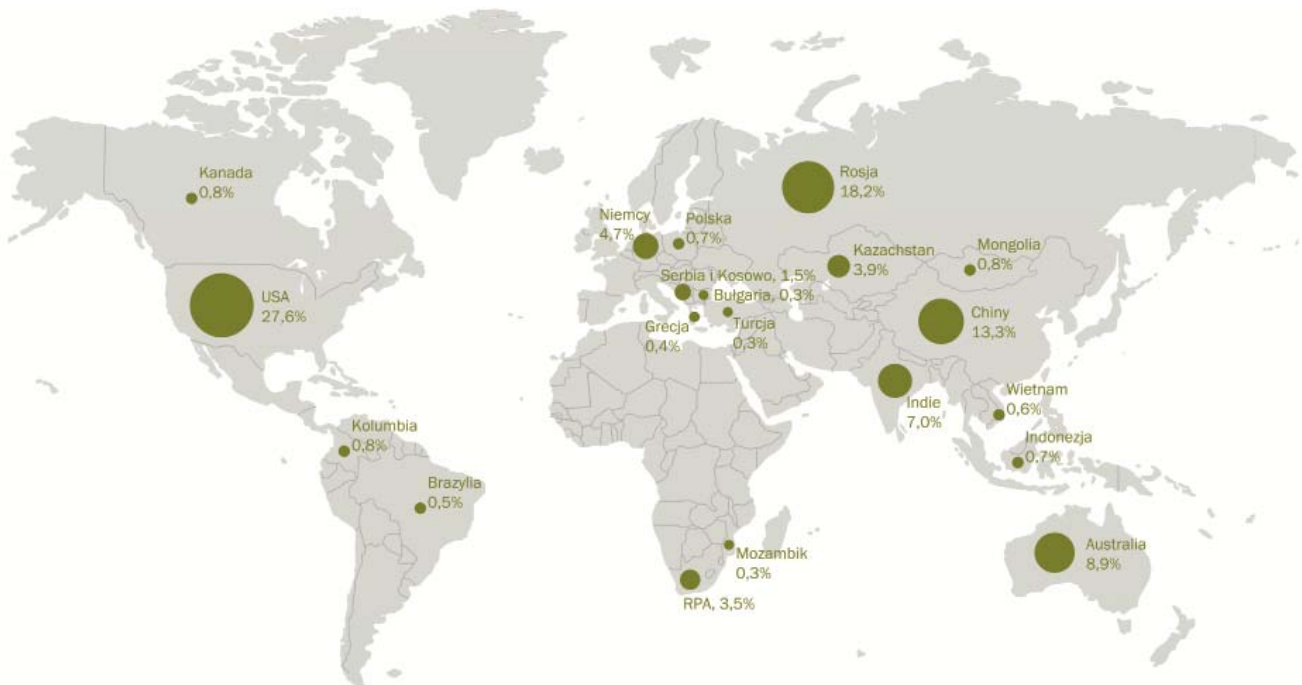 Kanada
0,8%
Rosja
18,2%
Niemcy
4,7%
Polska
0,7%
Kazachstan
3,9%
Mongolia
0,8%
Serbia i Kosowo, 1,5%
Bułgaria, 0,3%
USA
27,6%
Chiny
13,3%
Grecja
0,4%
Turcja
0,3%
Indie
7,0%
Wietnam
0,6%
Kolumbia
0,8%
Indonezja
0,7%
Brazylia
0,5%
Mozambik
0,3%
Australia
8,9%
RPA, 3,5%